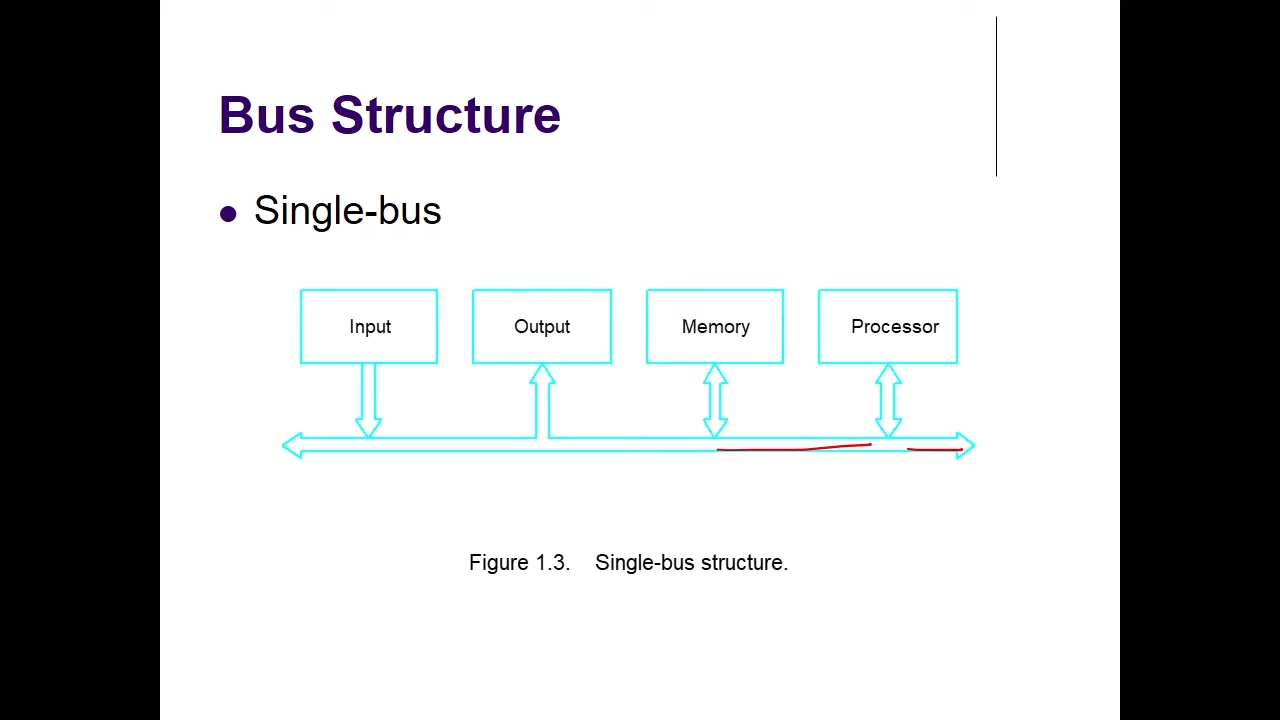 Bus Structure
Single-bus
Input
Output
Memory
Processor
Figure 1.3. Single-bus structure.